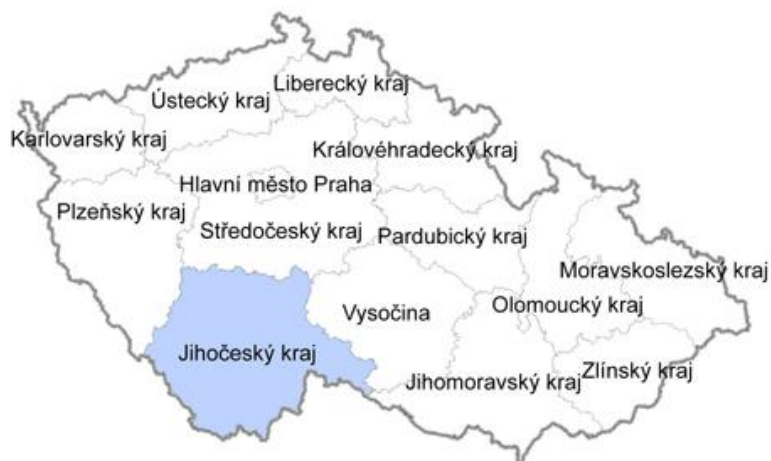 Liberecký kraj
Ústecký kraj
Karlovarský kraj
Královéhradecký kraj
Hlavní město Praha
Plzeňský kraj
Středočeský kraj
Pardubický kraj
Moravskoslezský kraj
Vysočina
Olomoucký kraj
Jihočeský kraj
Jihomoravský kraj
Zlínský kraj